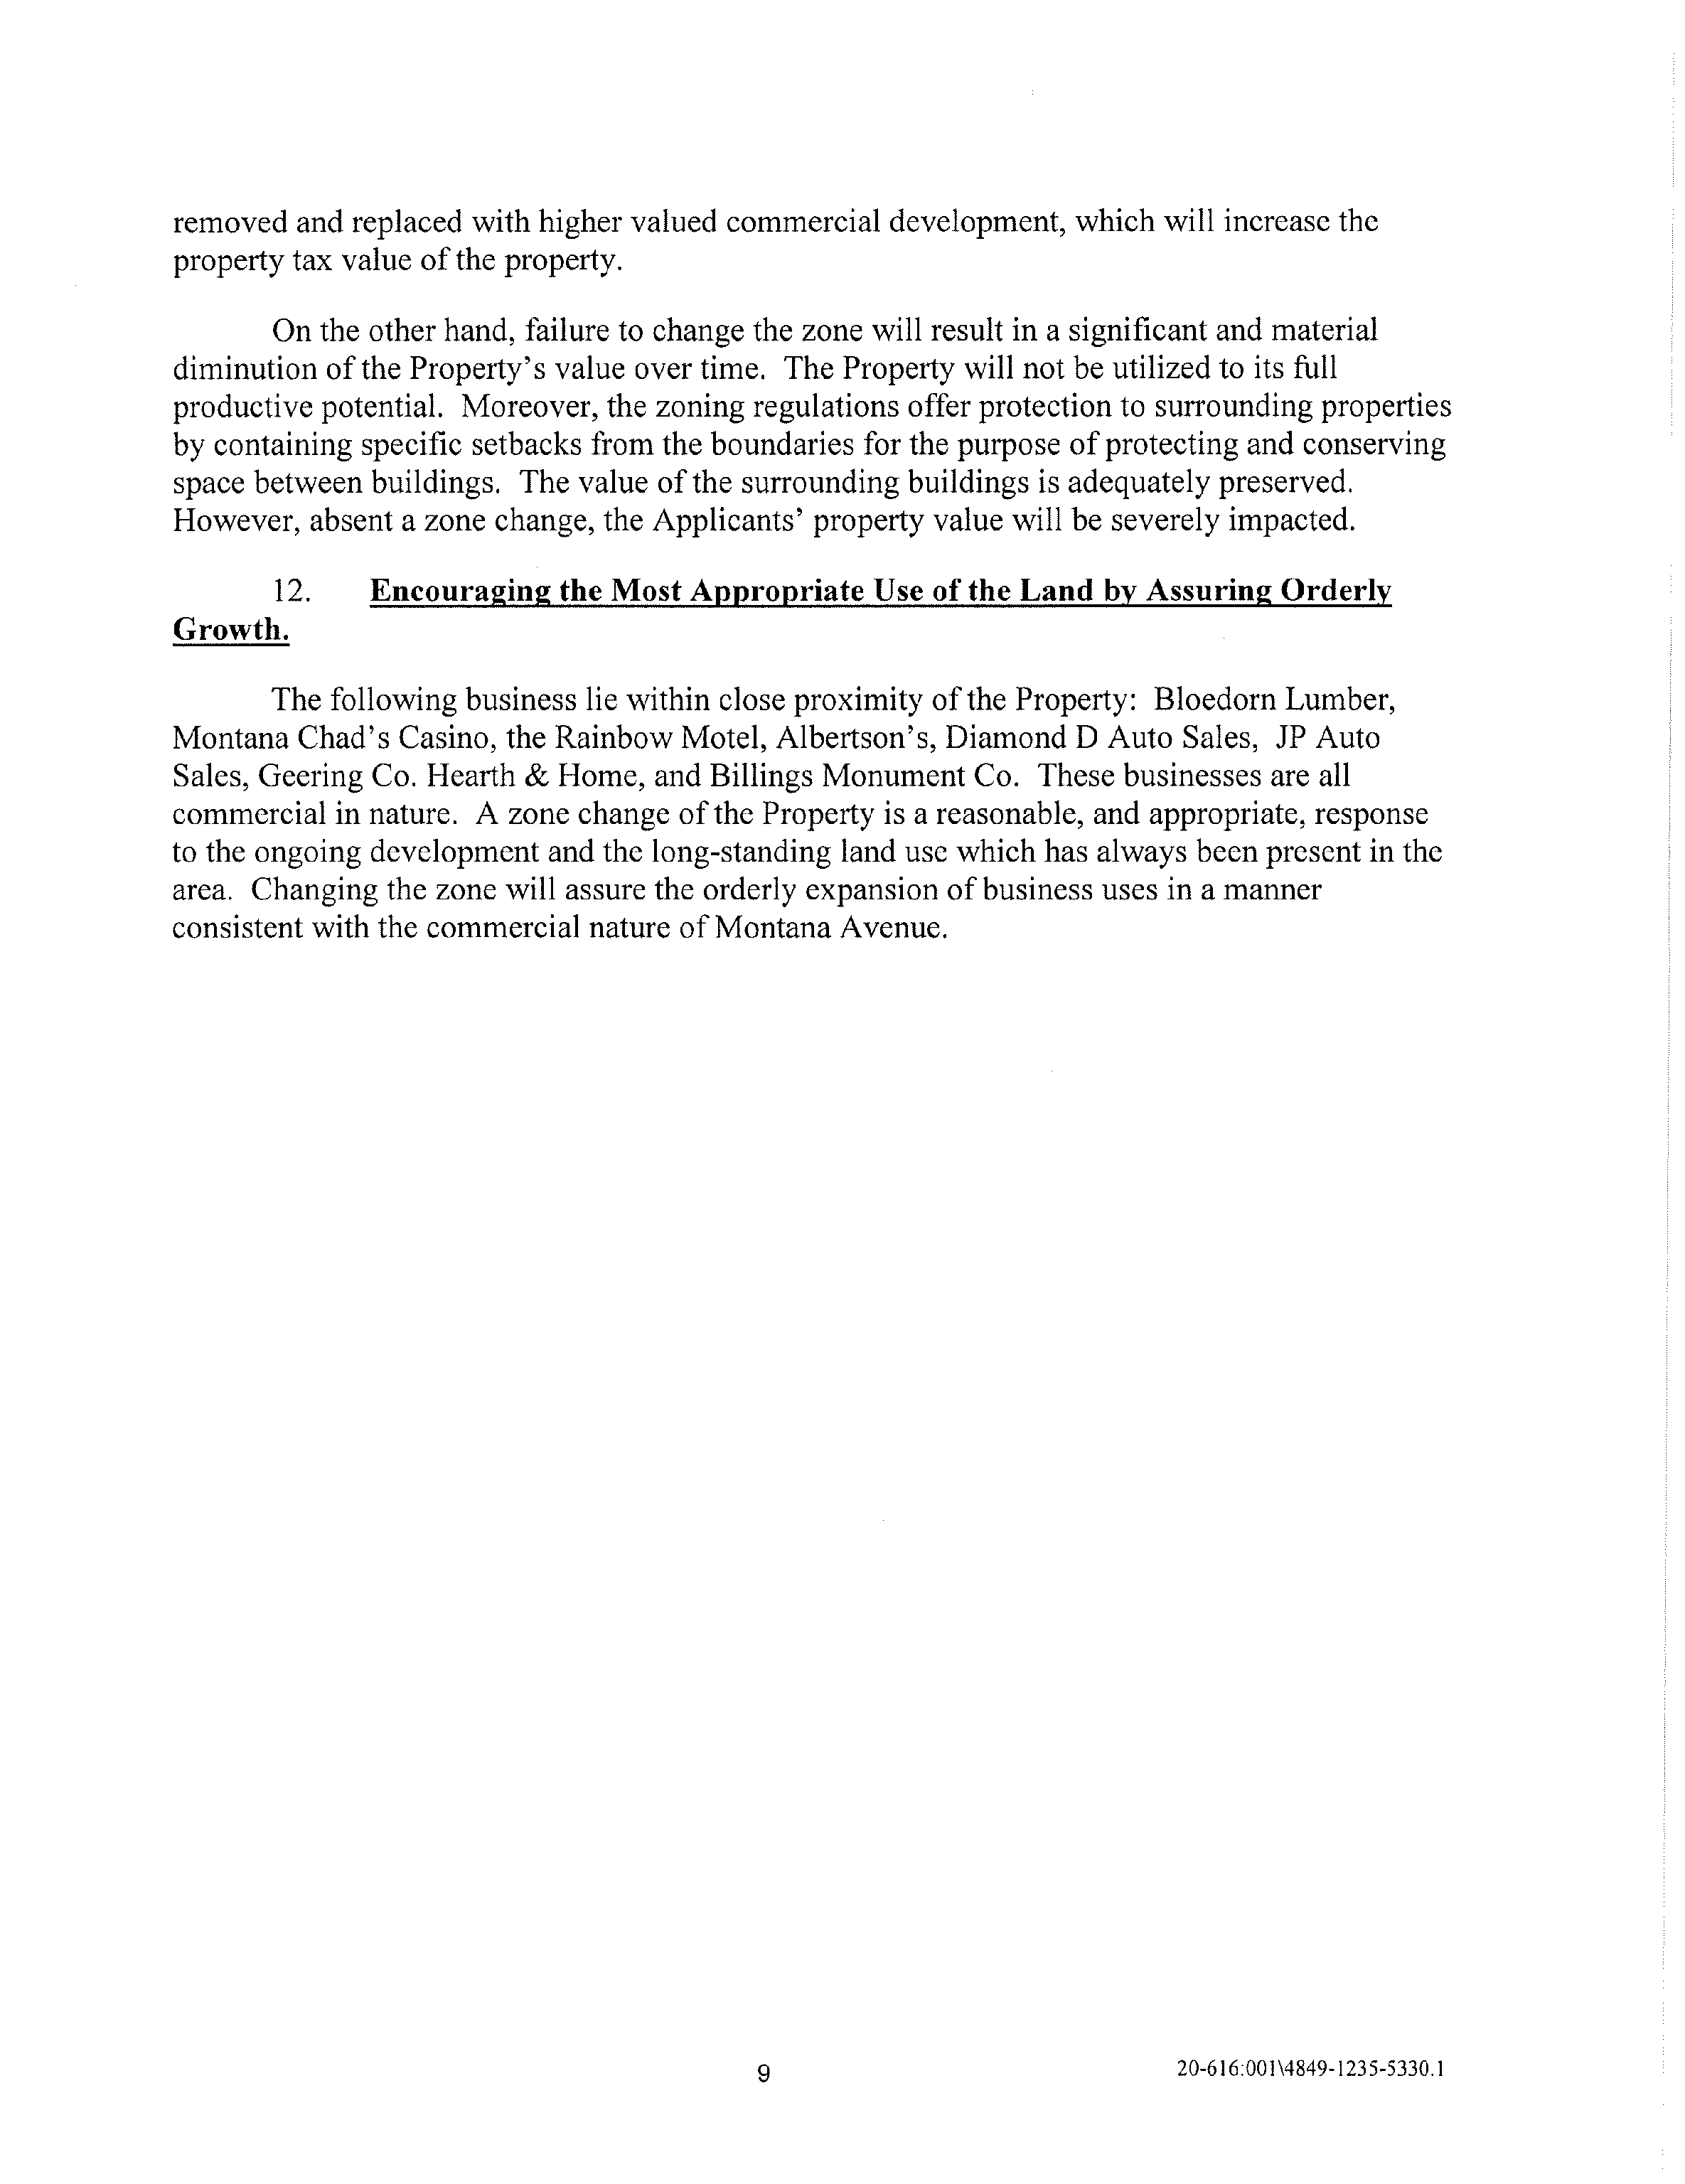 removed and replaced with higher valued commercial development, which will increase the
property tax value of the property.
On the other hand, failure to change the zone will result in a significant and material
diminution of the Property's value over time. The Property will not be utilized to its full
productive potential. Moreover, the zoning regulations offer protection to surrounding properties
by containing specific setbacks from the boundaries for the purpose of protecting and conserving
space between buildings. The value of the surrounding buildings is adequately preserved.
However, absent a zone change, the Applicants' property value will be severely impacted.
12. Encouraging the Most Appropriate Use of the Land by Assuring Orderly
Growth.
The following business lie within close proximity of the Property: Bloedorn Lumber,
Montana Chad's Casino, the Rainbow Motel, Albertson's, Diamond D Auto Sales, JP Auto
Sales, Geering Co. Hearth & Home, and Billings Monument Co. These businesses are all
commercial in nature. A zone change of the Property is a reasonable, and appropriate, response
to the ongoing development and the long-standing land use which has always been present in the
area. Changing the zone will assure the orderly expansion of business uses in a manner
consistent with the commercial nature of Montana Avenue.
9
20-616:001\4849-1235-5330.1